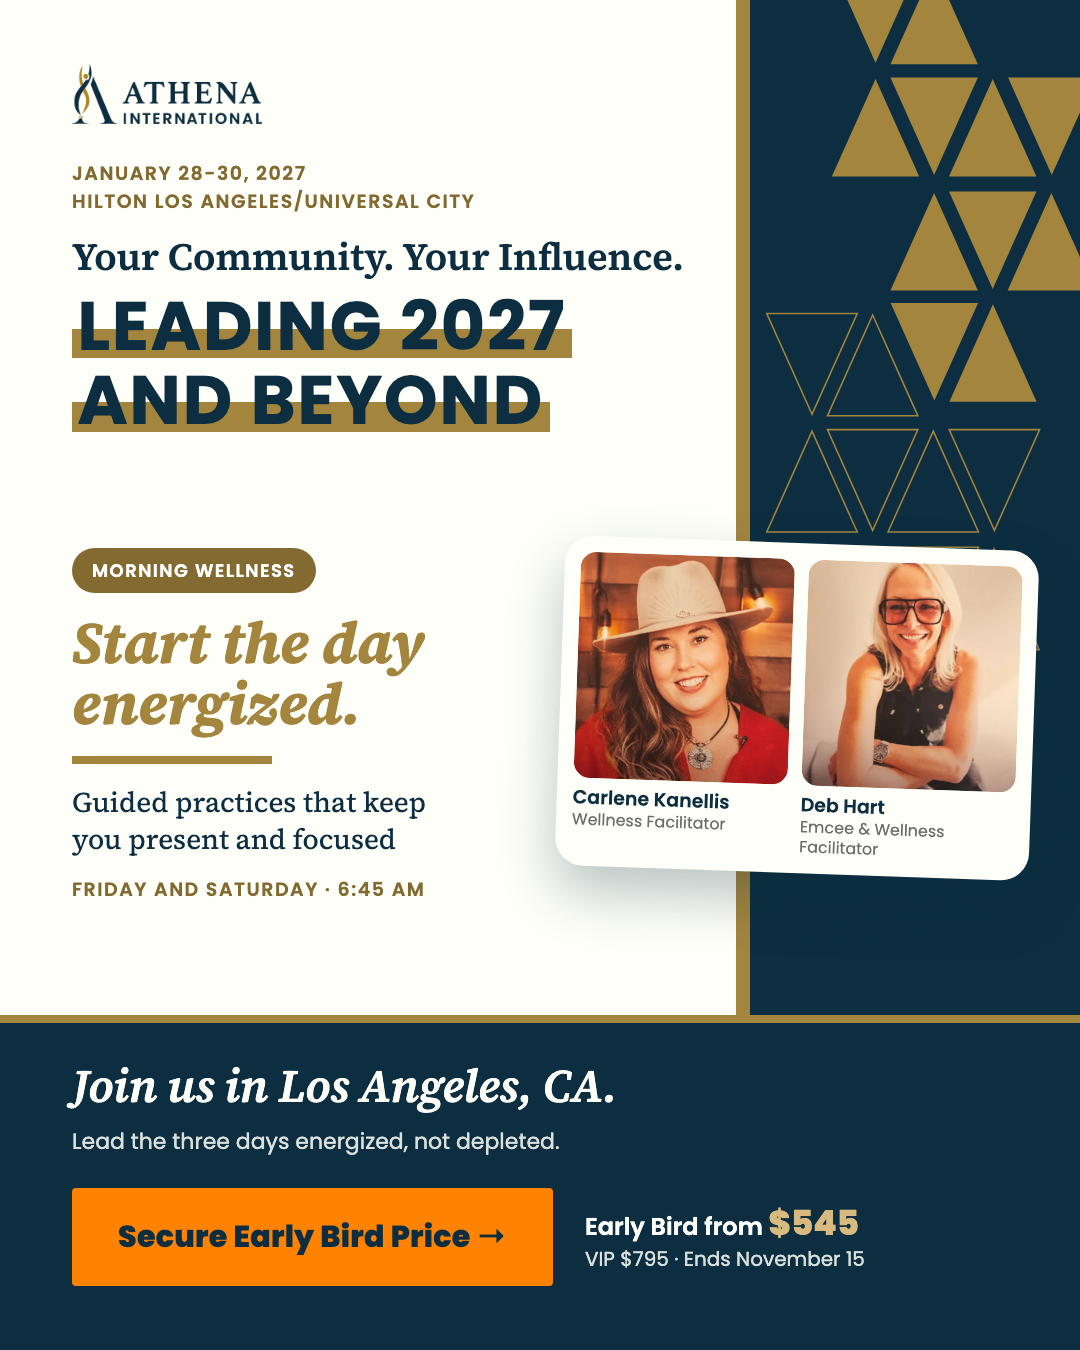 ATHENA
INTERNATIONAL
JANUARY 28-30, 2027
HILTON LOS ANGELES/UNIVERSAL CITY
Your Community. Your Influence.
LEADING 2027
AND BEYOND
MORNING WELLNESS
Start the day
energized.
Guided practices that keep
you present and focused
FRIDAY AND SATURDAY · 6:45 AM
Carlene Kanellis
Wellness Facilitator
Deb Hart
Emcee & Wellness
Facilitator
Join us in Los Angeles, CA.
Lead the three days energized, not depleted.
Secure Early Bird Price →
Early Bird from $545
VIP $795 · Ends November 15